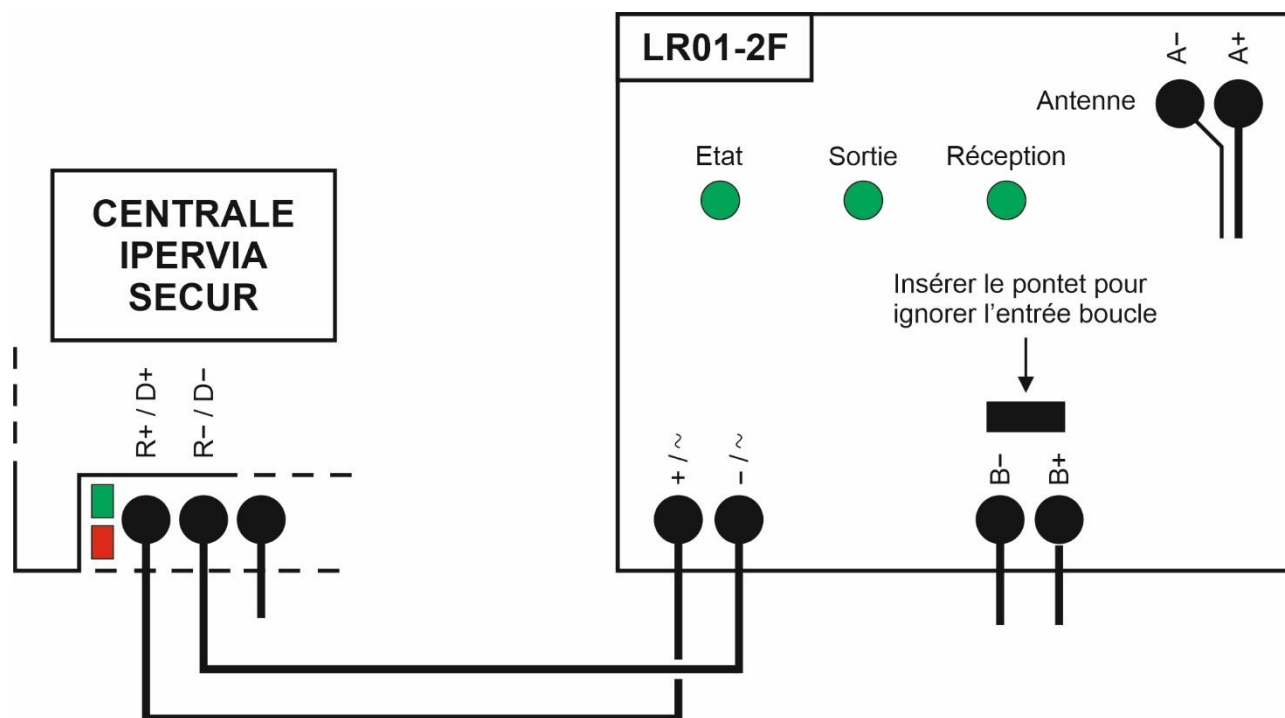 LR01-2F
A-
A+
Antenne
Etat
Sortie
Réception
CENTRALE
IPERVIA
SECUR
Insérer le pontet pour
ignorer l'entrée boucle
R+ / D+
R- / D-
+ / ~
- / ~
B-
B+